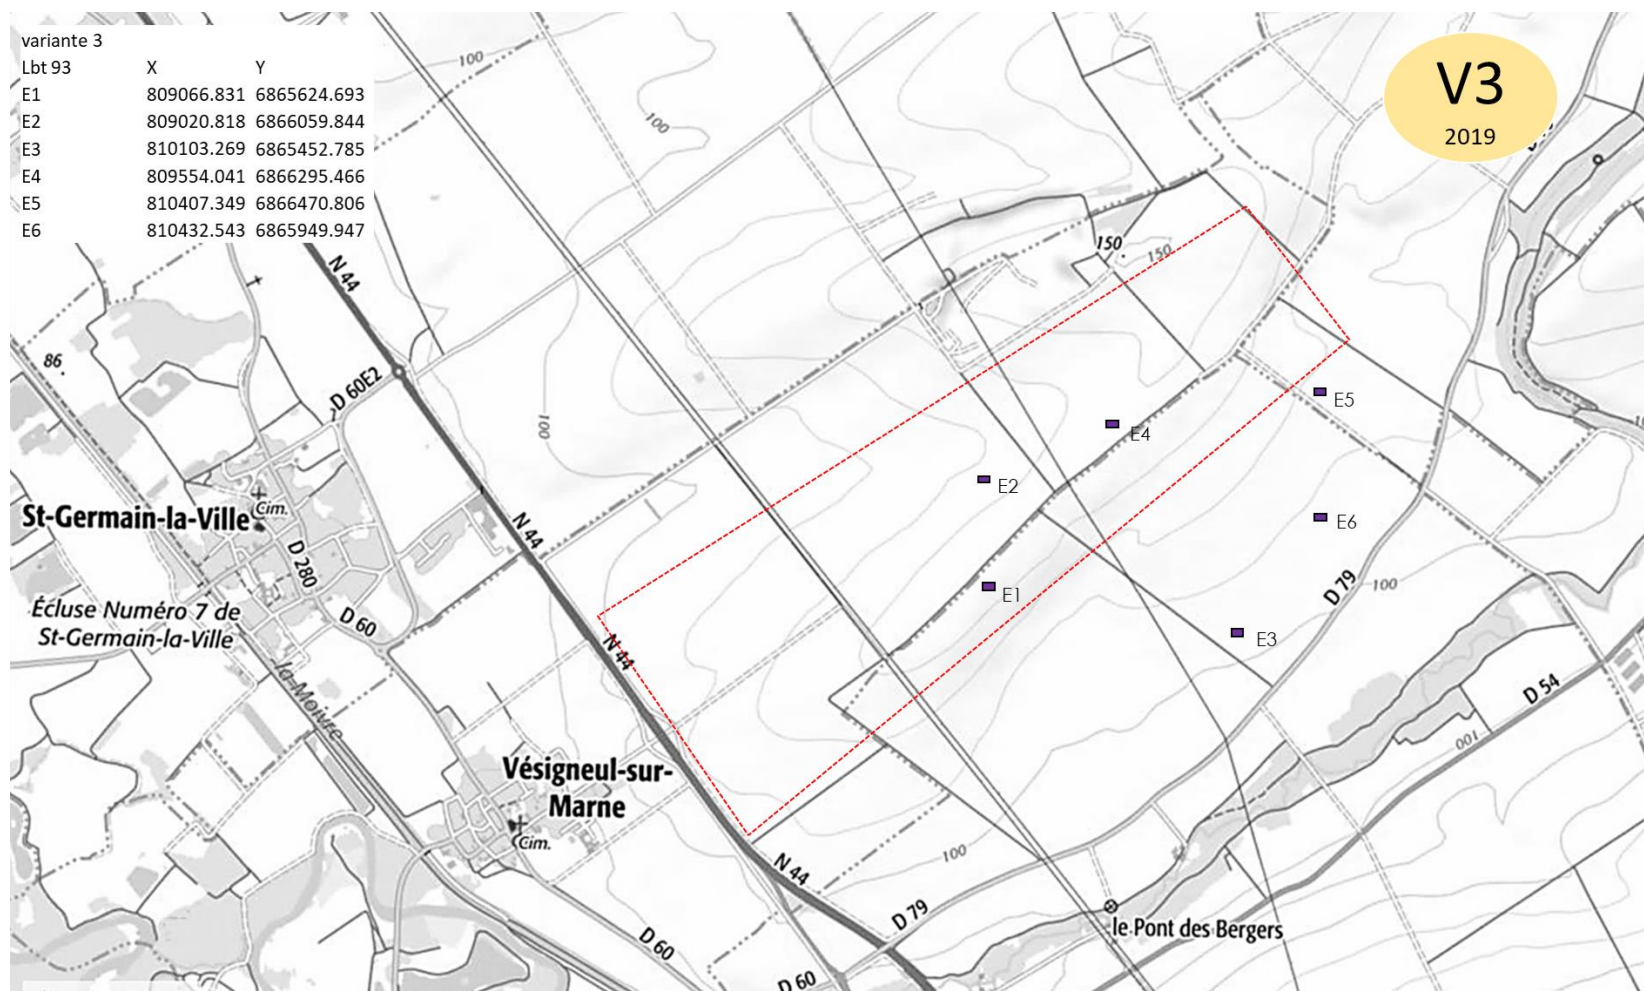 variante 3
Lbt 93 X Y
E1 809066.831 6865624.693
E2 809020.818 6866059.844
E3 810103.269 6865452.785
E4 809554.041 6866295.466
E5 810407.349 6866470.806
E6 810432.543 6865949.947
V3
2019
100
100
150
150
N 44
86
D 60E2
001
E5
E4
E2
St-Germain-la-Ville
Cim.
N 44
E6
D 280
Écluse Numéro 7 de
St-Germain-la-Ville
D 60
E1
D 79
100
E3
N 44
la Moivre
D 54
001
Vésigneul-sur-
Marne
Cim.
100
N 44
D 79
le Pont des Bergers
D 60
D 60